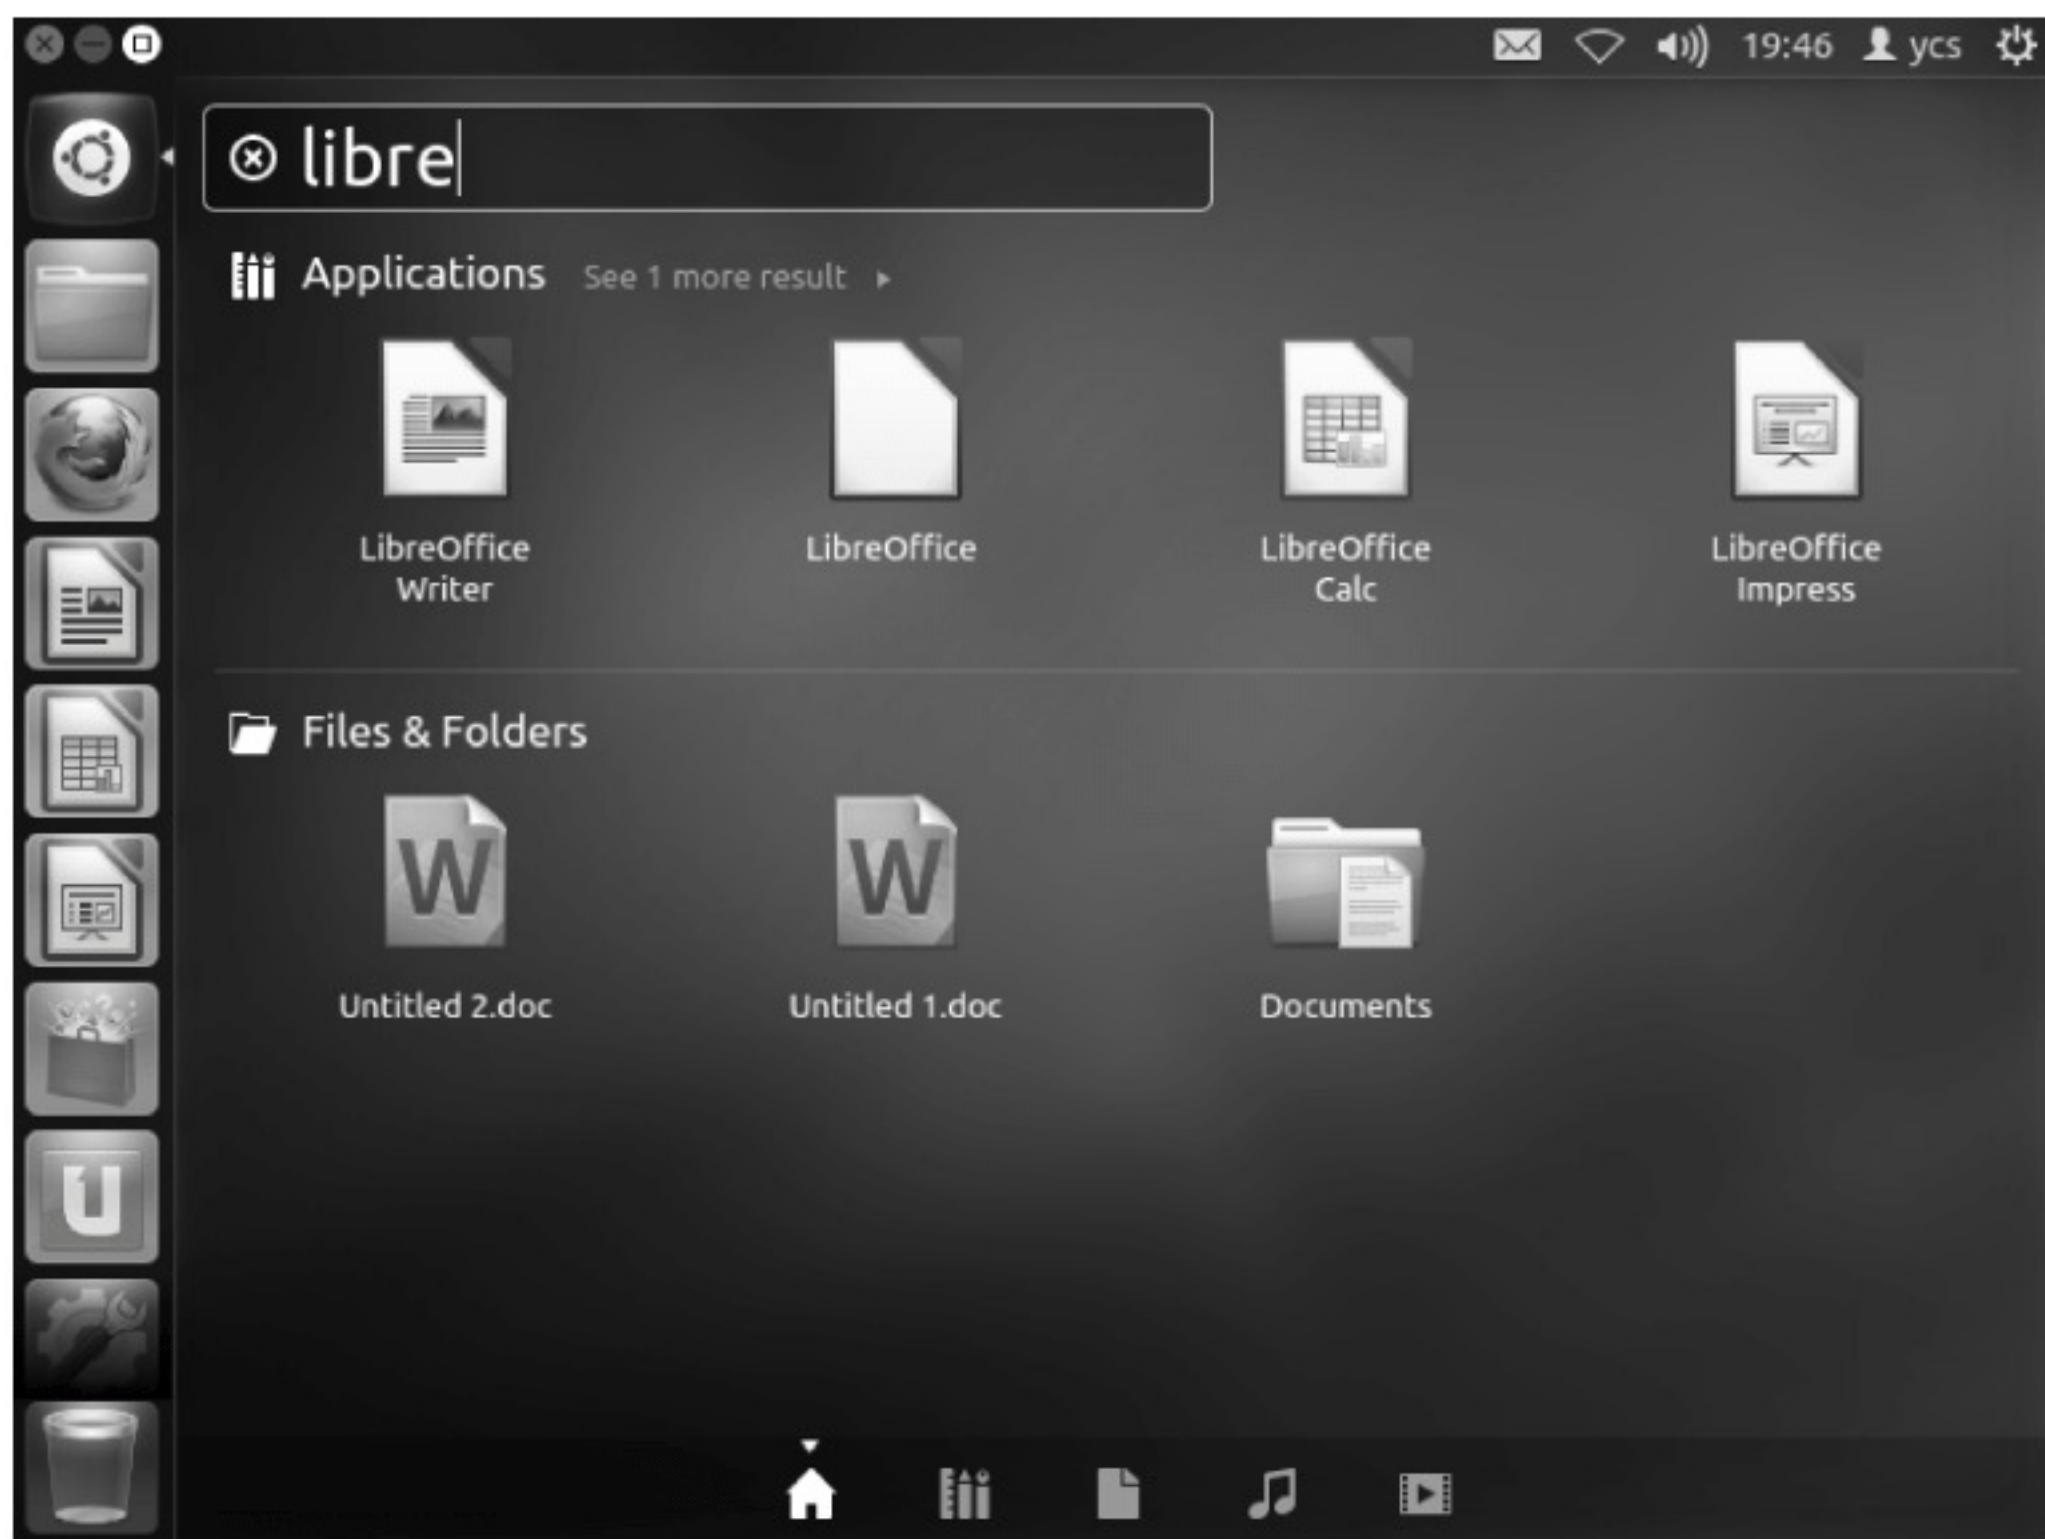 19:46 ycs
libre
Applications See 1 more result
LibreOffice
Writer
LibreOffice
LibreOffice
Calc
LibreOffice
Impress
Files & Folders
W
W
Untitled 2.doc
Untitled 1.doc
Documents
U